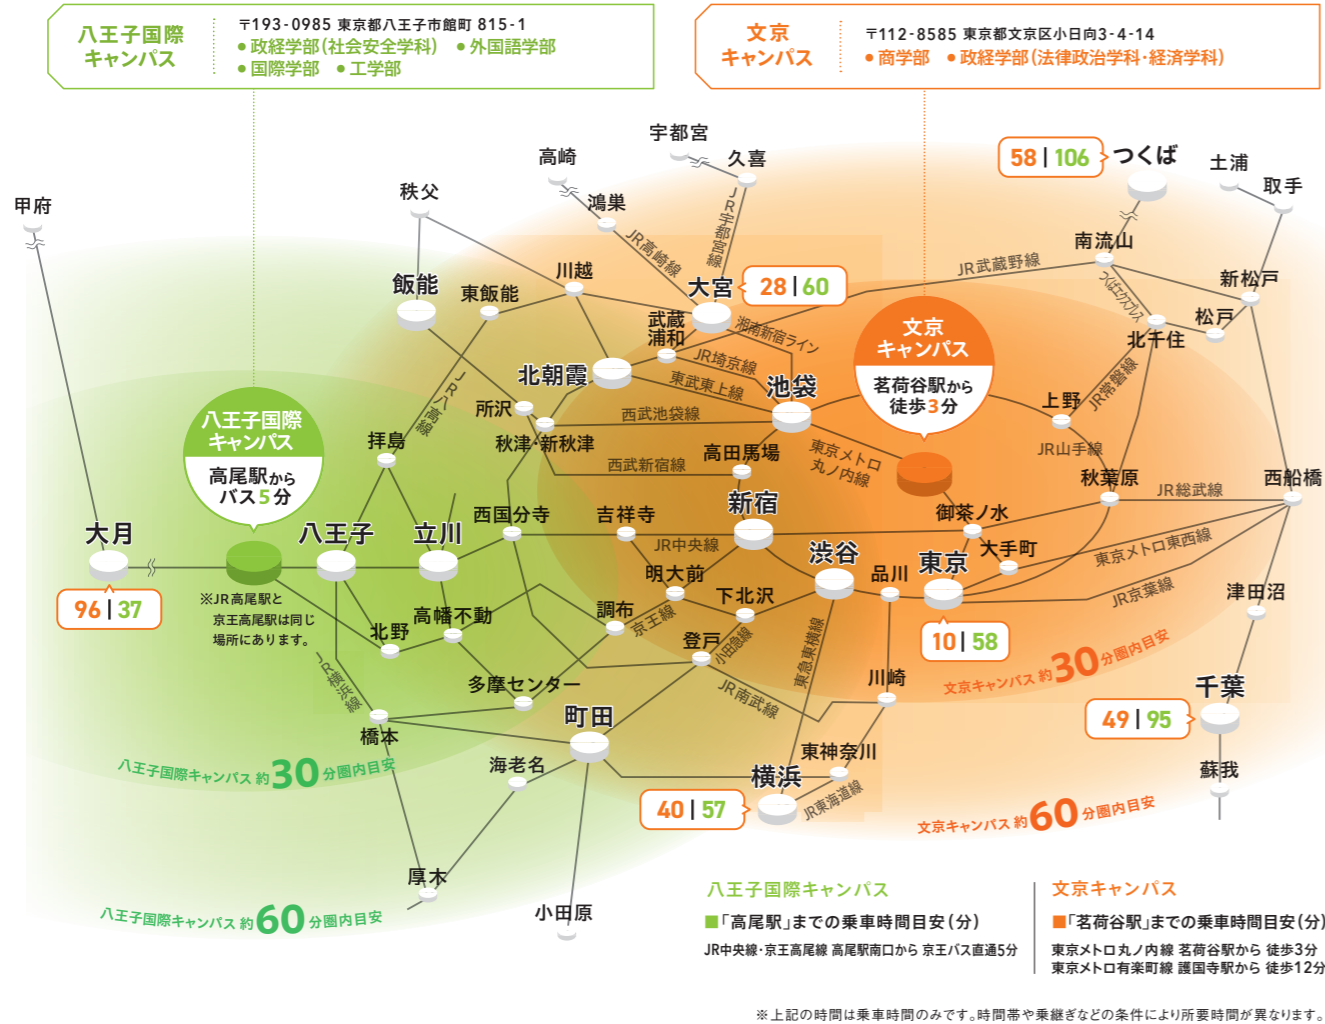 八王子国際
キャンパス
〒193-0985 東京都八王子市館町 815-1
●政経学部（社会安全学科） ●外国語学部
●国際学部 ●工学部
文京
キャンパス
〒112-8585 東京都文京区小日向3-4-14
●商学部 ●政経学部（法律政治学科・経済学科）
宇都宮
久喜
高崎
58 | 106
つくば
土浦
取手
秩父
鴻巣
甲府
JR宇都宮線
JR高崎線
南流山
JR武蔵野線
川越
飯能
東飯能
大宮
28 | 60
つくばエクスプレス
新松戸
松戸
北千住
武蔵
浦和
湘南新宿ライン
文京
キャンパス
茗荷谷駅から
徒歩3分
JR埼京線
北朝霞
東武東上線
池袋
JR八高線
JR常磐線
上野
所沢
西武池袋線
八王子国際
キャンパス
高尾駅から
バス5分
拝島
秋津・新秋津
高田馬場
東京メトロ
丸ノ内線
JR山手線
西武新宿線
秋葉原
JR総武線
西船橋
新宿
大月
八王子
立川
西国分寺
吉祥寺
御茶ノ水
JR中央線
大手町
東京メトロ東西線
渋谷
品川
東京
明大前
JR京葉線
津田沼
96 | 37
※JR高尾駅と
京王高尾駅は同じ
場所にあります。
下北沢
高幡不動
調布
京王線
北野
登戸
小田急線
東急東横線
10 | 58
文京キャンパス 約30分圏内目安
JR横浜線
多摩センター
JR南武線
川崎
千葉
49 | 95
町田
橋本
東神奈川
八王子国際キャンパス 約30分圏内目安
海老名
横浜
40 | 57
JR東海道線
蘇我
文京キャンパス 約60分圏内目安
厚木
小田原
八王子国際キャンパス 約60分圏内目安
八王子国際キャンパス
■「高尾駅」までの乗車時間目安（分）
JR中央線・京王高尾線 高尾駅南口から 京王バス直通5分
文京キャンパス
■「茗荷谷駅」までの乗車時間目安（分）
東京メトロ丸ノ内線 茗荷谷駅から 徒歩3分
東京メトロ有楽町線 護国寺駅から 徒歩12分
※上記の時間は乗車時間のみです。時間帯や乗継ぎなどの条件により所要時間が異なります。